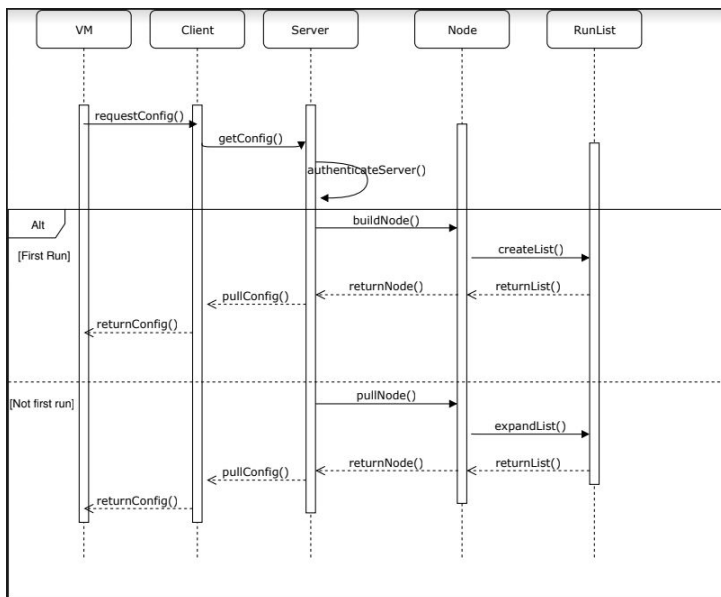 VM
Client
Server
Node
RunList
requestConfig()
getConfig()
authenticateServer()
Alt
buildNode()
[First Run]
createList()
returnNode()
returnList()
pullConfig()
returnConfig()
[Not first run]
pullNode()
expandList()
returnNode()
returnList()
pullConfig()
returnConfig()